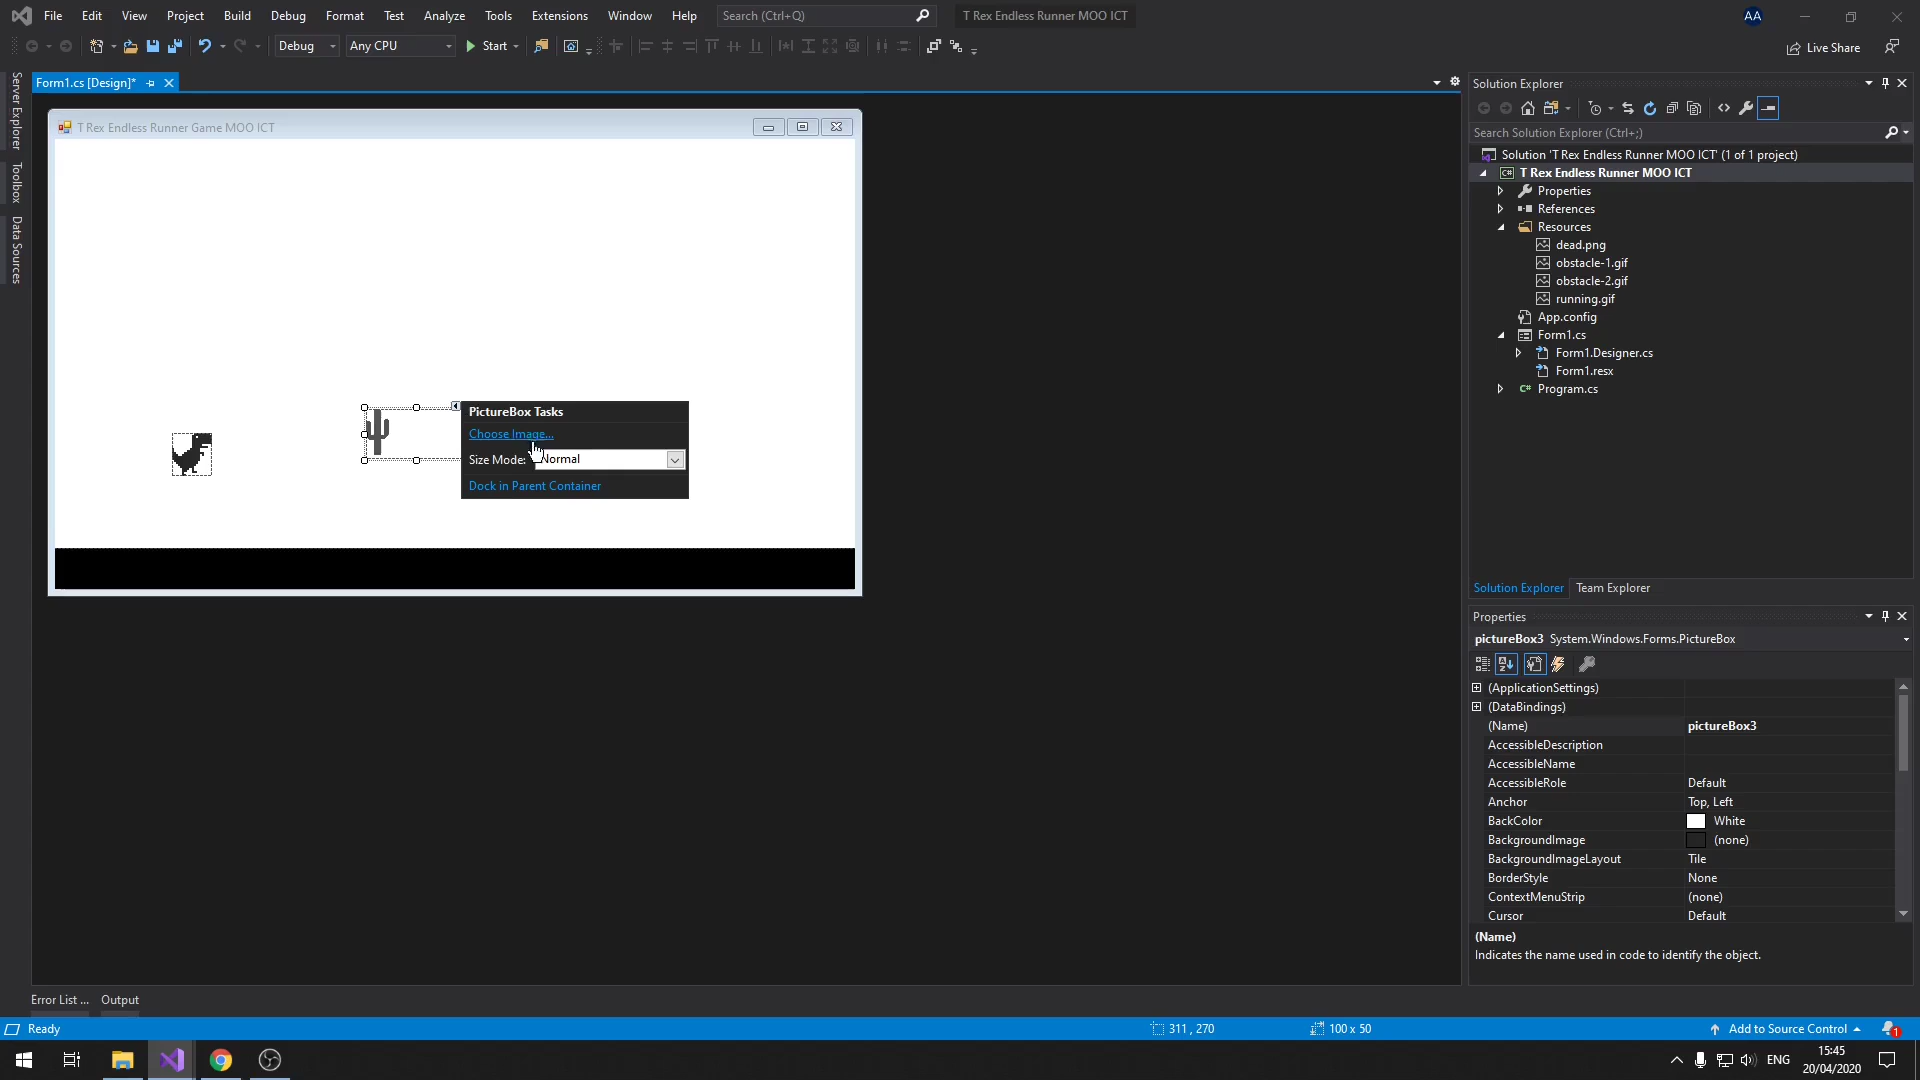 File Edit View Project Build Debug Format Test Analyze Tools Extensions Window Help Search (Ctrl+Q) T Rex Endless Runner MOO ICT AA
Debug Any CPU Start Live Share
Server Explorer
Toolbox
Data Sources
Form1.cs [Design]*
T Rex Endless Runner Game MOO ICT
PictureBox Tasks
Choose Image...
Size Mode: Normal
Dock in Parent Container
Solution Explorer
Search Solution Explorer (Ctrl+;)
Solution 'T Rex Endless Runner MOO ICT' (1 of 1 project)
C# T Rex Endless Runner MOO ICT
Properties
References
Resources
dead.png
obstacle-1.gif
obstacle-2.gif
running.gif
App.config
Form1.cs
Form1.Designer.cs
Form1.resx
C# Program.cs
Solution Explorer Team Explorer
Properties
pictureBox3 System.Windows.Forms.PictureBox
(ApplicationSettings)
(DataBindings)
(Name) pictureBox3
AccessibleDescription
AccessibleName
AccessibleRole Default
Anchor Top, Left
BackColor White
BackgroundImage (none)
BackgroundImageLayout Tile
BorderStyle None
ContextMenuStrip (none)
Cursor Default
(Name)
Indicates the name used in code to identify the object.
Error List ... Output
Ready 311 , 270 100 x 50 Add to Source Control 1
ENG 15:45
20/04/2020